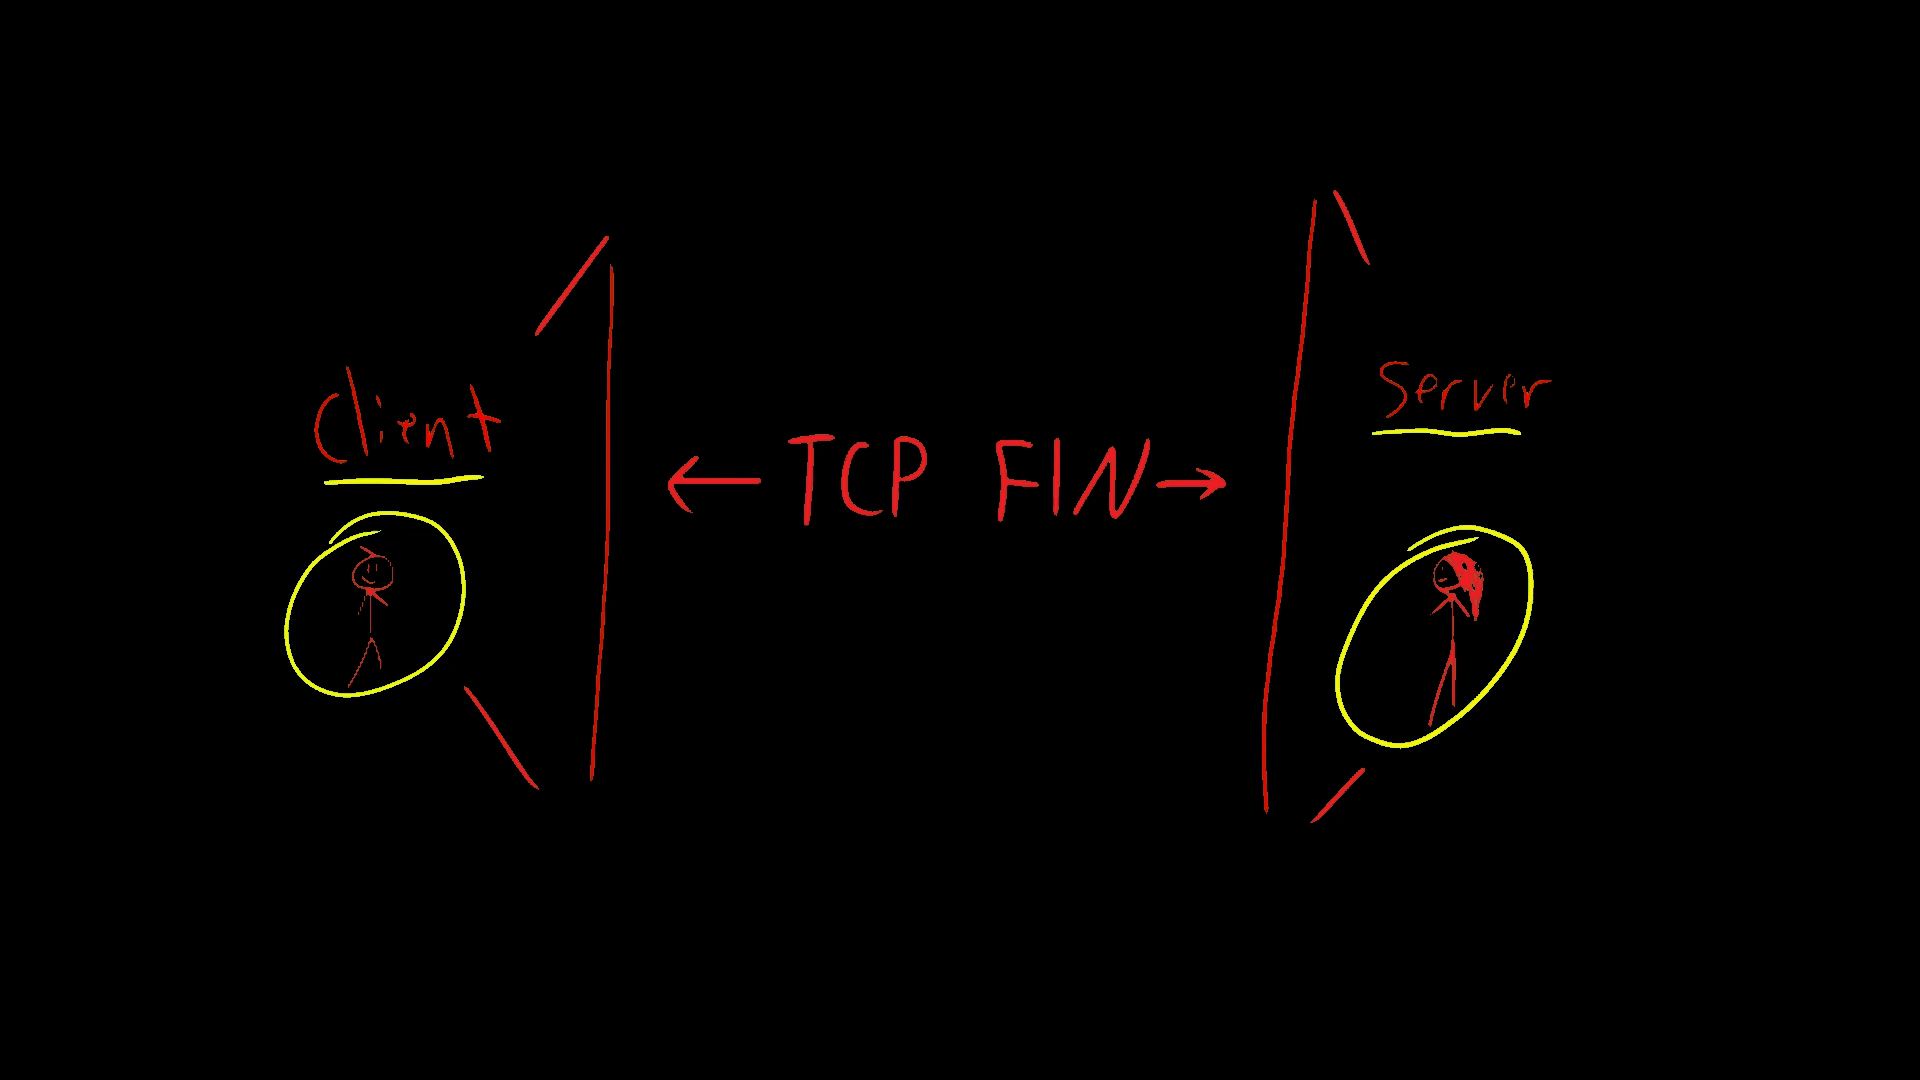 Client
← TCP FIN →
Server